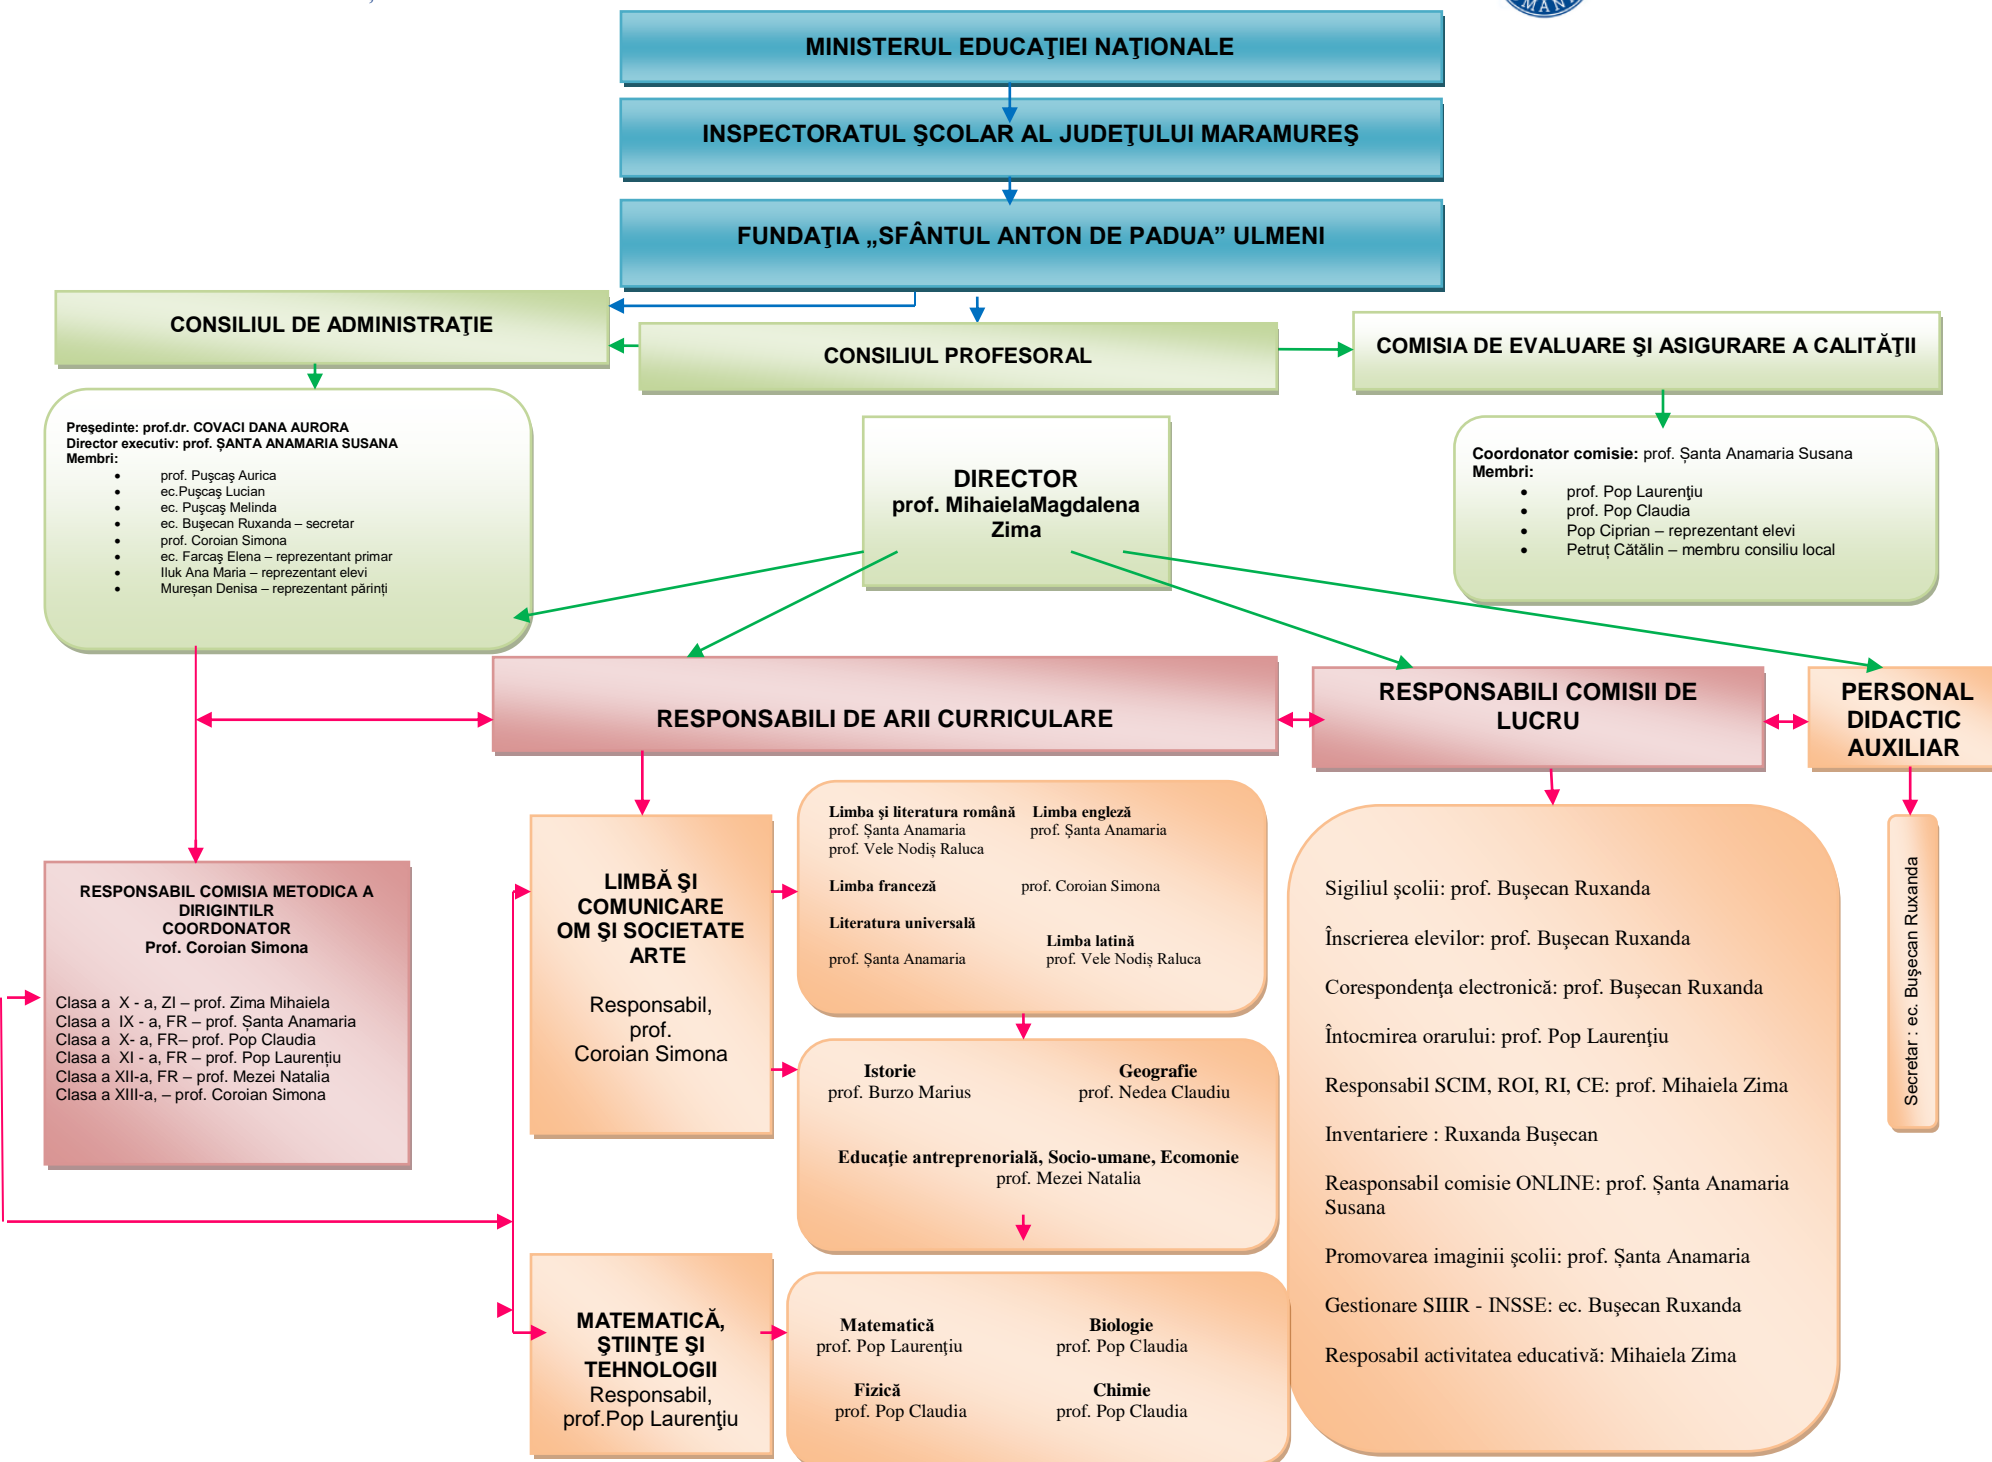 MANI
MINISTERUL EDUCAŢIEI NAŢIONALE
INSPECTORATUL ŞCOLAR AL JUDEŢULUI MARAMUREŞ
FUNDAŢIA „SFÂNTUL ANTON DE PADUA” ULMENI
CONSILIUL DE ADMINISTRAŢIE
CONSILIUL PROFESORAL
COMISIA DE EVALUARE ŞI ASIGURARE A CALITĂŢII
Preşedinte: prof.dr. COVACI DANA AURORA
Director executiv: prof. ȘANTA ANAMARIA SUSANA
Membri:
• prof. Puşcaş Aurica
• ec.Puşcaş Lucian
• ec. Puşcaş Melinda
• ec. Buşecan Ruxanda – secretar
• prof. Coroian Simona
• ec. Farcaş Elena – reprezentant primar
• Iluk Ana Maria – reprezentant elevi
• Mureșan Denisa – reprezentant părinți
DIRECTOR
prof. MihaielaMagdalena
Zima
Coordonator comisie: prof. Șanta Anamaria Susana
Membri:
• prof. Pop Laurenţiu
• prof. Pop Claudia
• Pop Ciprian – reprezentant elevi
• Petruț Cătălin – membru consiliu local
RESPONSABILI DE ARII CURRICULARE
RESPONSABILI COMISII DE
LUCRU
PERSONAL
DIDACTIC
AUXILIAR
RESPONSABIL COMISIA METODICA A
DIRIGINTILR
COORDONATOR
Prof. Coroian Simona
Clasa a  X - a, ZI – prof. Zima Mihaiela
Clasa a  IX - a, FR – prof. Șanta Anamaria
Clasa a  X- a, FR– prof. Pop Claudia
Clasa a  XI - a, FR – prof. Pop Laurențiu
Clasa a XII-a, FR – prof. Mezei Natalia
Clasa a XIII-a, – prof. Coroian Simona
LIMBĂ ŞI
COMUNICARE
OM ŞI SOCIETATE
ARTE
Responsabil,
prof.
Coroian Simona
Limba şi literatura română Limba engleză
prof. Șanta Anamaria prof. Șanta Anamaria
prof. Vele Nodiș Raluca
Limba franceză prof. Coroian Simona
Literatura universală
Limba latină
prof. Șanta Anamaria prof. Vele Nodiș Raluca
Istorie Geografie
prof. Burzo Marius prof. Nedea Claudiu
Educaţie antreprenorială, Socio-umane, Ecomonie
prof. Mezei Natalia
MATEMATICĂ,
ŞTIINŢE ŞI
TEHNOLOGII
Responsabil,
prof.Pop Laurenţiu
Matematică Biologie
prof. Pop Laurenţiu prof. Pop Claudia
Fizică Chimie
prof. Pop Claudia prof. Pop Claudia
Sigiliul şcolii: prof. Buşecan Ruxanda
Înscrierea elevilor: prof. Buşecan Ruxanda
Corespondenţa electronică: prof. Buşecan Ruxanda
Întocmirea orarului: prof. Pop Laurenţiu
Responsabil SCIM, ROI, RI, CE: prof. Mihaiela Zima
Inventariere : Ruxanda Bușecan
Reasponsabil comisie ONLINE: prof. Șanta Anamaria
Susana
Promovarea imaginii şcolii: prof. Șanta Anamaria
Gestionare SIIIR - INSSE: ec. Bușecan Ruxanda
Resposabil activitatea educativă: Mihaiela Zima
Secretar : ec. Buşecan Ruxanda